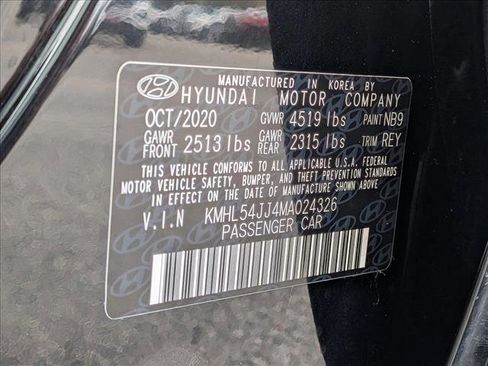 MANUFACTURED IN KOREA BY
HYUNDAI MOTOR COMPANY
OCT/2020 GVWR 4519 lbs PAINT NB9
GAWR FRONT 2513 lbs GAWR REAR 2315 lbs TRIM REY
THIS VEHICLE CONFORMS TO ALL APPLICABLE U.S.A. FEDERAL
MOTOR VEHICLE SAFETY, BUMPER, AND THEFT PREVENTION STANDARDS
IN EFFECT ON THE DATE OF MANUFACTURE SHOWN ABOVE.
V.I.N KMHL54JJ4MA024326
PASSENGER CAR